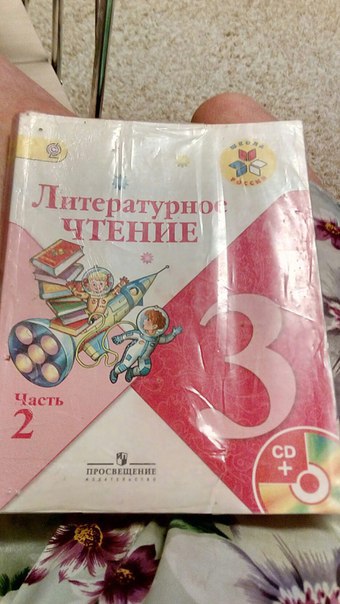 ШКОЛА
РОССИИ
Литературное
ЧТЕНИЕ
3
Часть
2
CD
+
ПРОСВЕЩЕНИЕ
ИЗДАТЕЛЬСТВО